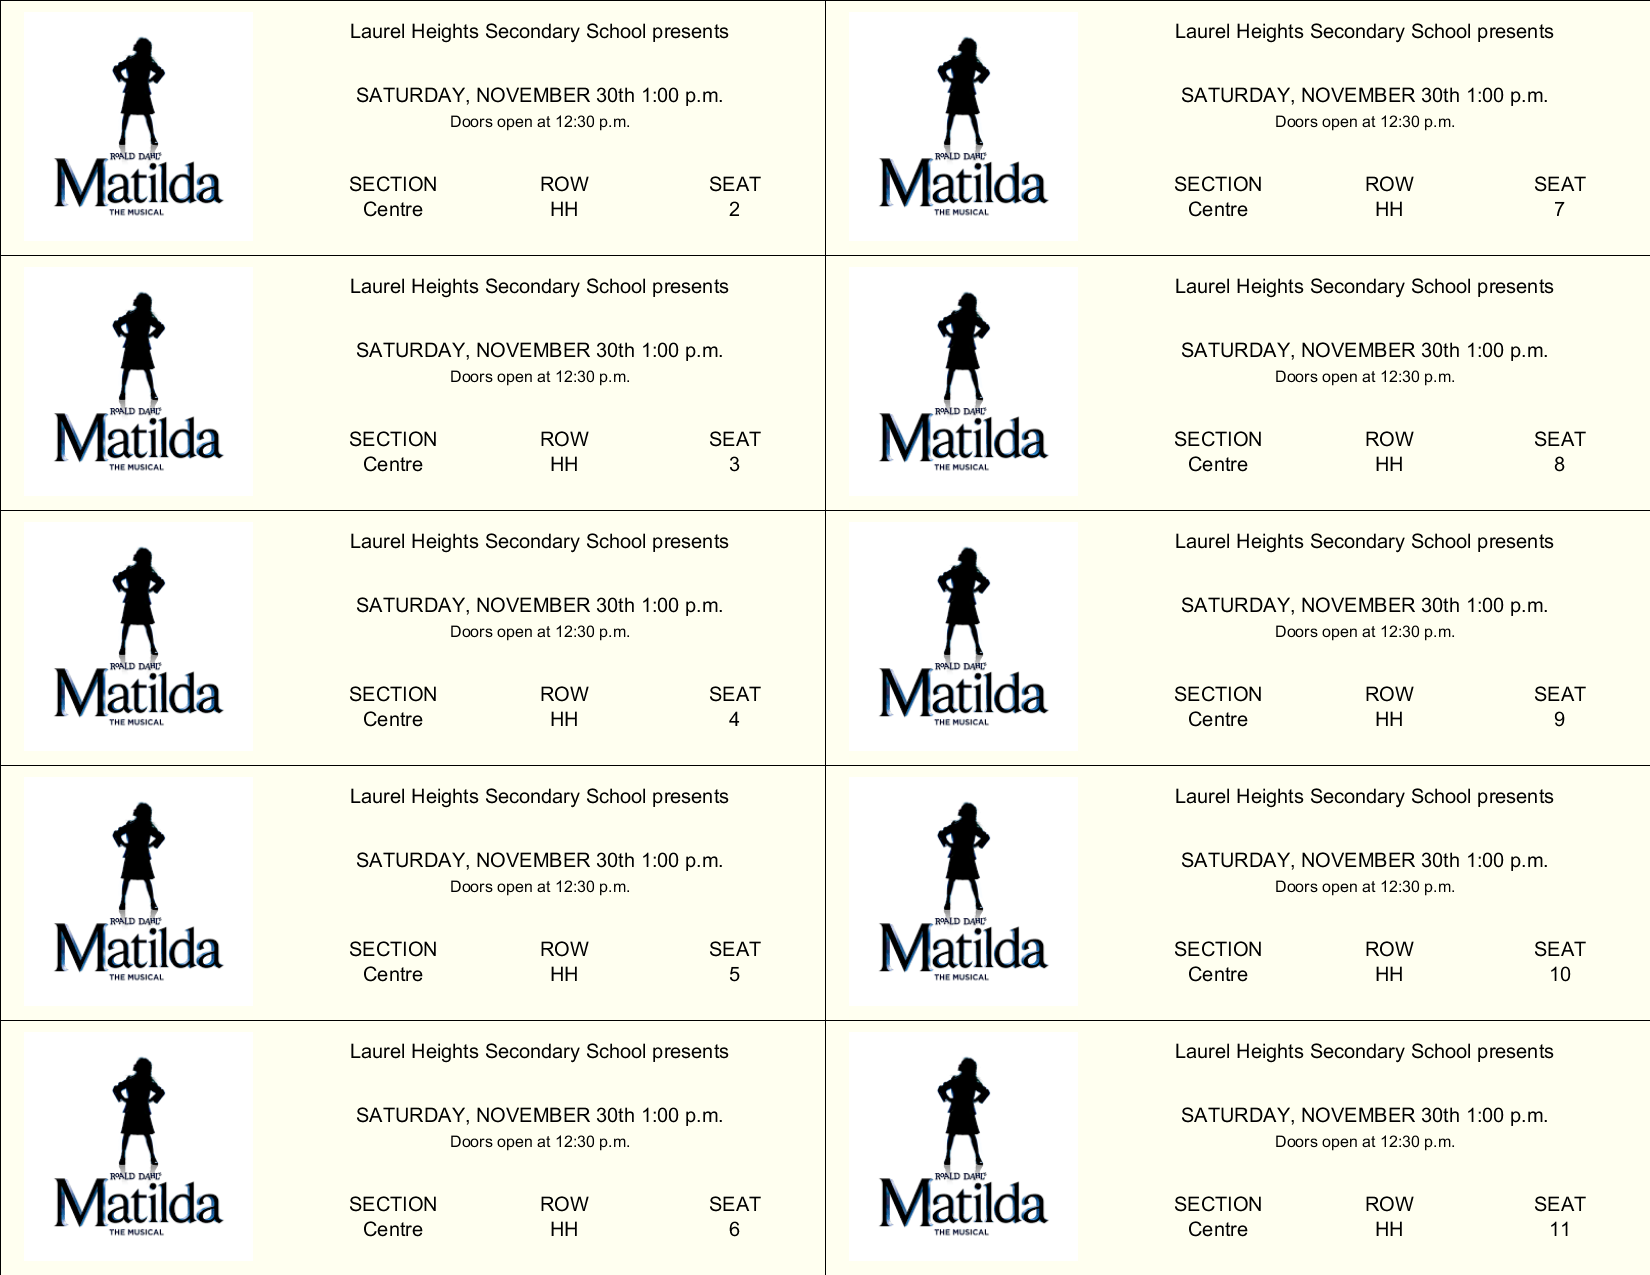 Laurel Heights Secondary School presents
SATURDAY, NOVEMBER 30th 1:00 p.m.
Doors open at 12:30 p.m.
ROALD DAHL'S
Matilda
THE MUSICAL
SECTION ROW SEAT
Centre HH 2
Laurel Heights Secondary School presents
SATURDAY, NOVEMBER 30th 1:00 p.m.
Doors open at 12:30 p.m.
ROALD DAHL'S
Matilda
THE MUSICAL
SECTION ROW SEAT
Centre HH 7
Laurel Heights Secondary School presents
SATURDAY, NOVEMBER 30th 1:00 p.m.
Doors open at 12:30 p.m.
ROALD DAHL'S
Matilda
THE MUSICAL
SECTION ROW SEAT
Centre HH 3
Laurel Heights Secondary School presents
SATURDAY, NOVEMBER 30th 1:00 p.m.
Doors open at 12:30 p.m.
ROALD DAHL'S
Matilda
THE MUSICAL
SECTION ROW SEAT
Centre HH 8
Laurel Heights Secondary School presents
SATURDAY, NOVEMBER 30th 1:00 p.m.
Doors open at 12:30 p.m.
ROALD DAHL'S
Matilda
THE MUSICAL
SECTION ROW SEAT
Centre HH 4
Laurel Heights Secondary School presents
SATURDAY, NOVEMBER 30th 1:00 p.m.
Doors open at 12:30 p.m.
ROALD DAHL'S
Matilda
THE MUSICAL
SECTION ROW SEAT
Centre HH 9
Laurel Heights Secondary School presents
SATURDAY, NOVEMBER 30th 1:00 p.m.
Doors open at 12:30 p.m.
ROALD DAHL'S
Matilda
THE MUSICAL
SECTION ROW SEAT
Centre HH 5
Laurel Heights Secondary School presents
SATURDAY, NOVEMBER 30th 1:00 p.m.
Doors open at 12:30 p.m.
ROALD DAHL'S
Matilda
THE MUSICAL
SECTION ROW SEAT
Centre HH 10
Laurel Heights Secondary School presents
SATURDAY, NOVEMBER 30th 1:00 p.m.
Doors open at 12:30 p.m.
ROALD DAHL'S
Matilda
THE MUSICAL
SECTION ROW SEAT
Centre HH 6
Laurel Heights Secondary School presents
SATURDAY, NOVEMBER 30th 1:00 p.m.
Doors open at 12:30 p.m.
ROALD DAHL'S
Matilda
THE MUSICAL
SECTION ROW SEAT
Centre HH 11